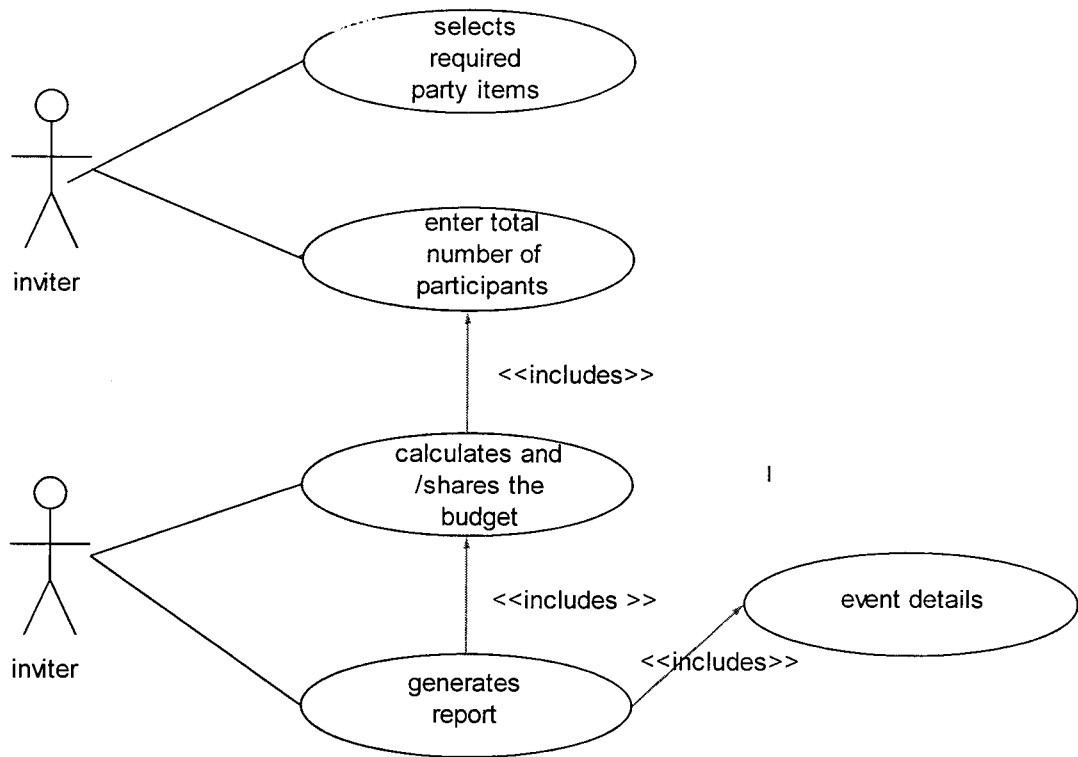 selects
required
party items
inviter
enter total
number of
participants
<<includes>>
calculates and
/shares the
budget
inviter
<<includes >>
event details
<<includes>>
generates
report